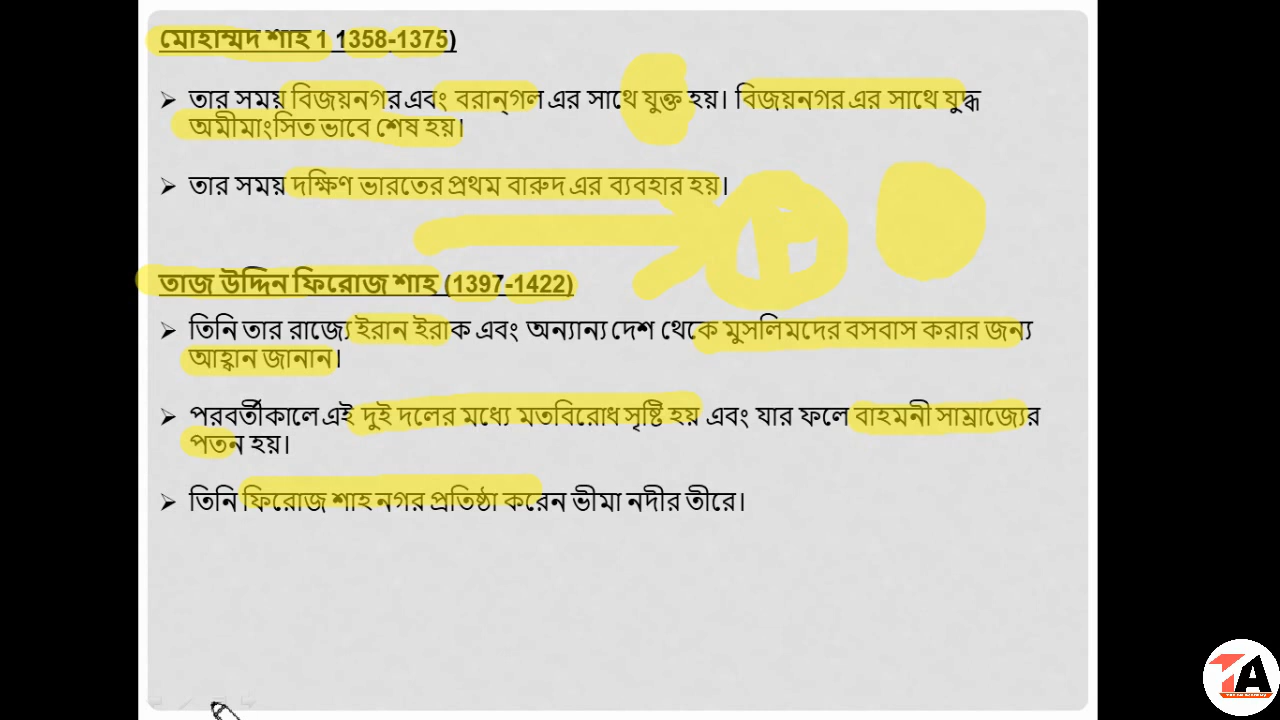 মোহাম্মদ শাহ 1 1358-1375)
তার সময় বিজয়নগর এবং বরান্গল এর সাথে যুক্ত হয়। বিজয়নগর এর সাথে যুদ্ধ
অমীমাংসিত ভাবে শেষ হয়।
তার সময় দক্ষিণ ভারতের প্রথম বারুদ এর ব্যবহার হয়।
তাজ উদ্দিন ফিরোজ শাহ (1397-1422)
তিনি তার রাজ্যে ইরান ইরাক এবং অন্যান্য দেশ থেকে মুসলিমদের বসবাস করার জন্য
আহ্বান জানান।
পরবর্তীকালে এই দুই দলের মধ্যে মতবিরোধ সৃষ্টি হয় এবং যার ফলে বাহমনী সাম্রাজ্যের
পতন হয়।
তিনি ফিরোজ শাহ নগর প্রতিষ্ঠা করেন ভীমা নদীর তীরে।
TA